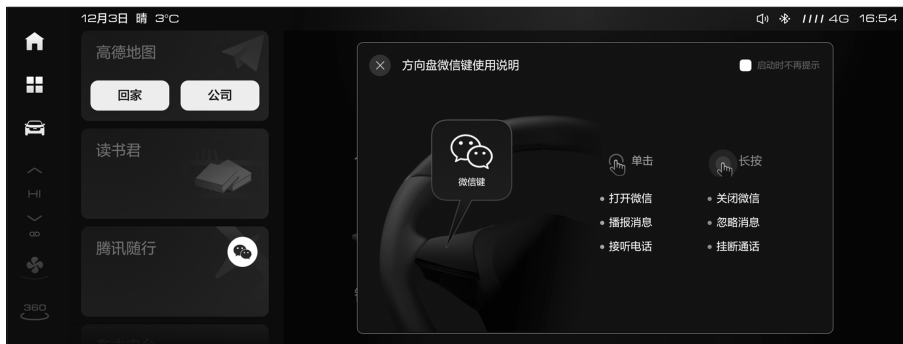 12月3日 晴 3°C
4G 16:54
高德地图
回家 公司
读书君
腾讯随行
HI
360
方向盘微信键使用说明
启动时不再提示
微信键
单击
• 打开微信
• 播报消息
• 接听电话
长按
• 关闭微信
• 忽略消息
• 挂断通话